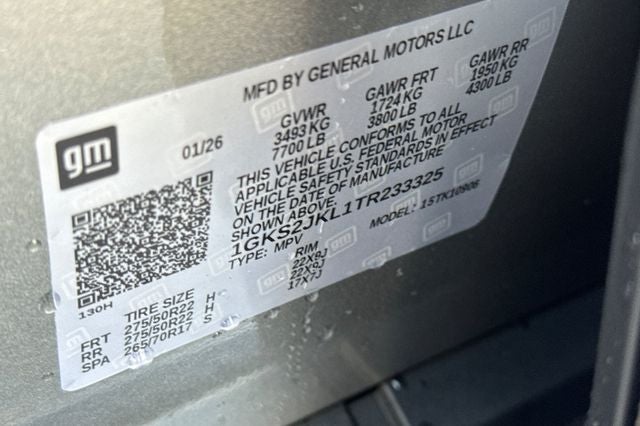 gm
01/26
MFD BY GENERAL MOTORS LLC
GVWR GAWR FRT GAWR RR
3493 KG 1724 KG 1950 KG
7700 LB 3800 LB 4300 LB
THIS VEHICLE CONFORMS TO ALL
APPLICABLE U.S. FEDERAL MOTOR
VEHICLE SAFETY STANDARDS IN EFFECT
ON THE DATE OF MANUFACTURE
SHOWN ABOVE.
1GKS2JKL1TR233325
TYPE: MPV MODEL: 15TK10906
130H
TIRE SIZE RIM
FRT 275/50R22 H 22X9J
RR 275/50R22 H 22X9J
SPA 265/70R17 S 17X7J